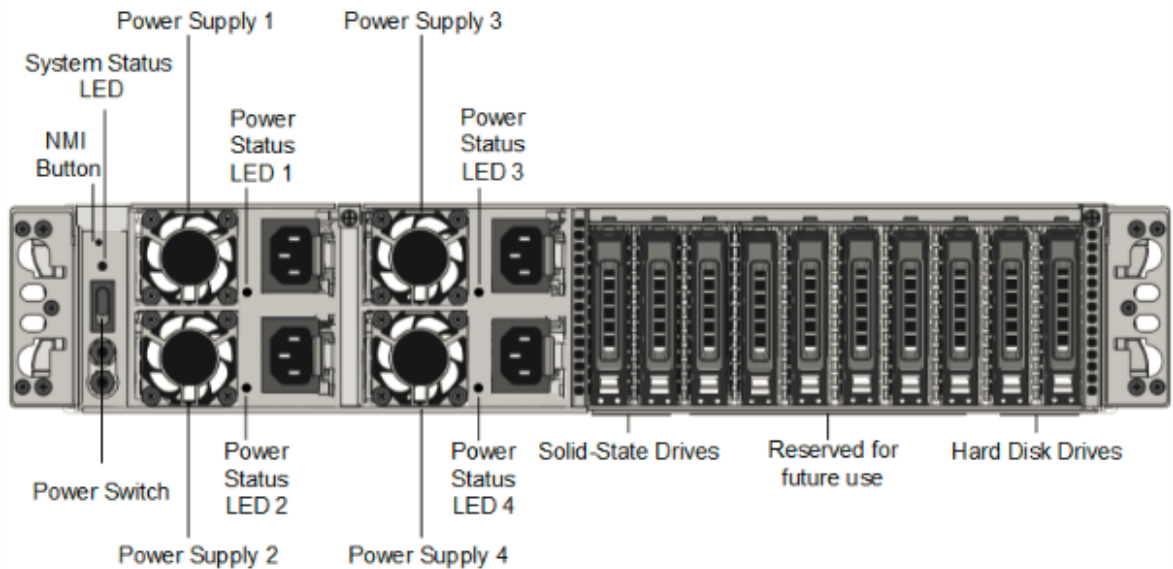 Power Supply 1
Power Supply 3
System Status
LED
Power
Status
LED 1
Power
Status
LED 3
NMI
Button
Solid-State Drives
Reserved for
future use
Hard Disk Drives
Power
Status
LED 2
Power
Status
LED 4
Power Switch
Power Supply 2
Power Supply 4